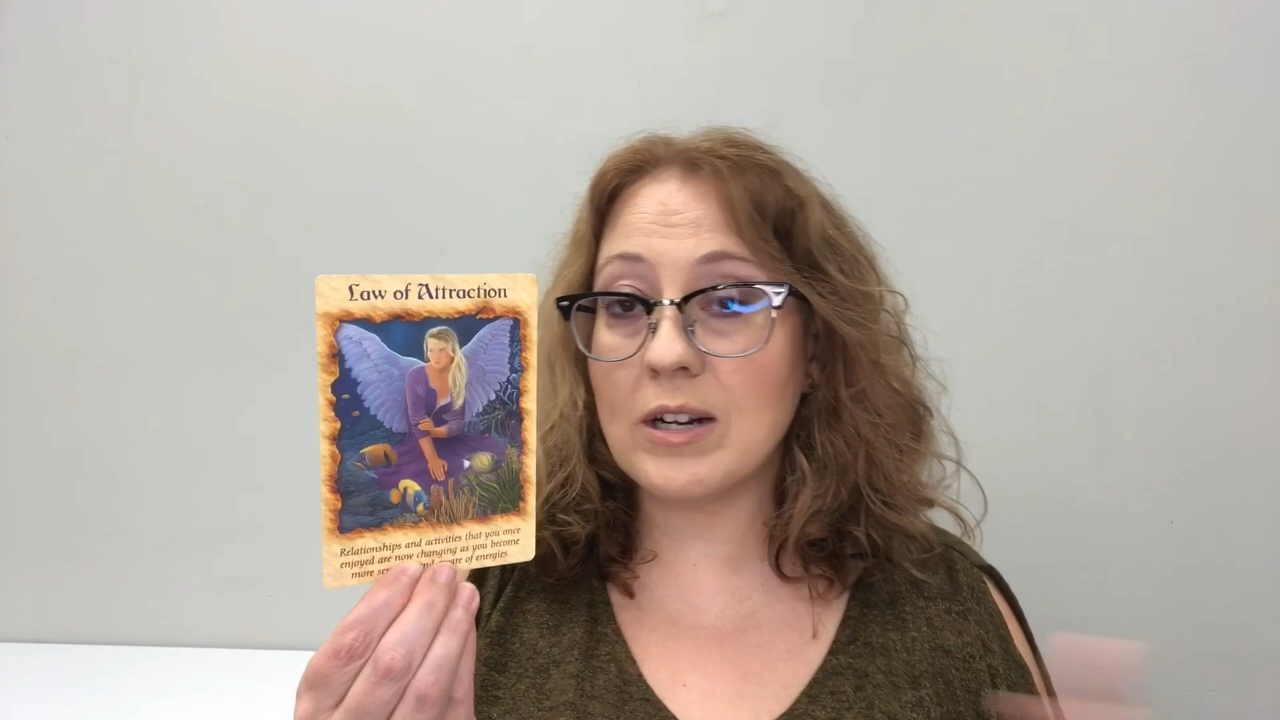 Law of Attraction
Relationships and activities that you once
enjoyed are now changing as you become
more and aware of energies.